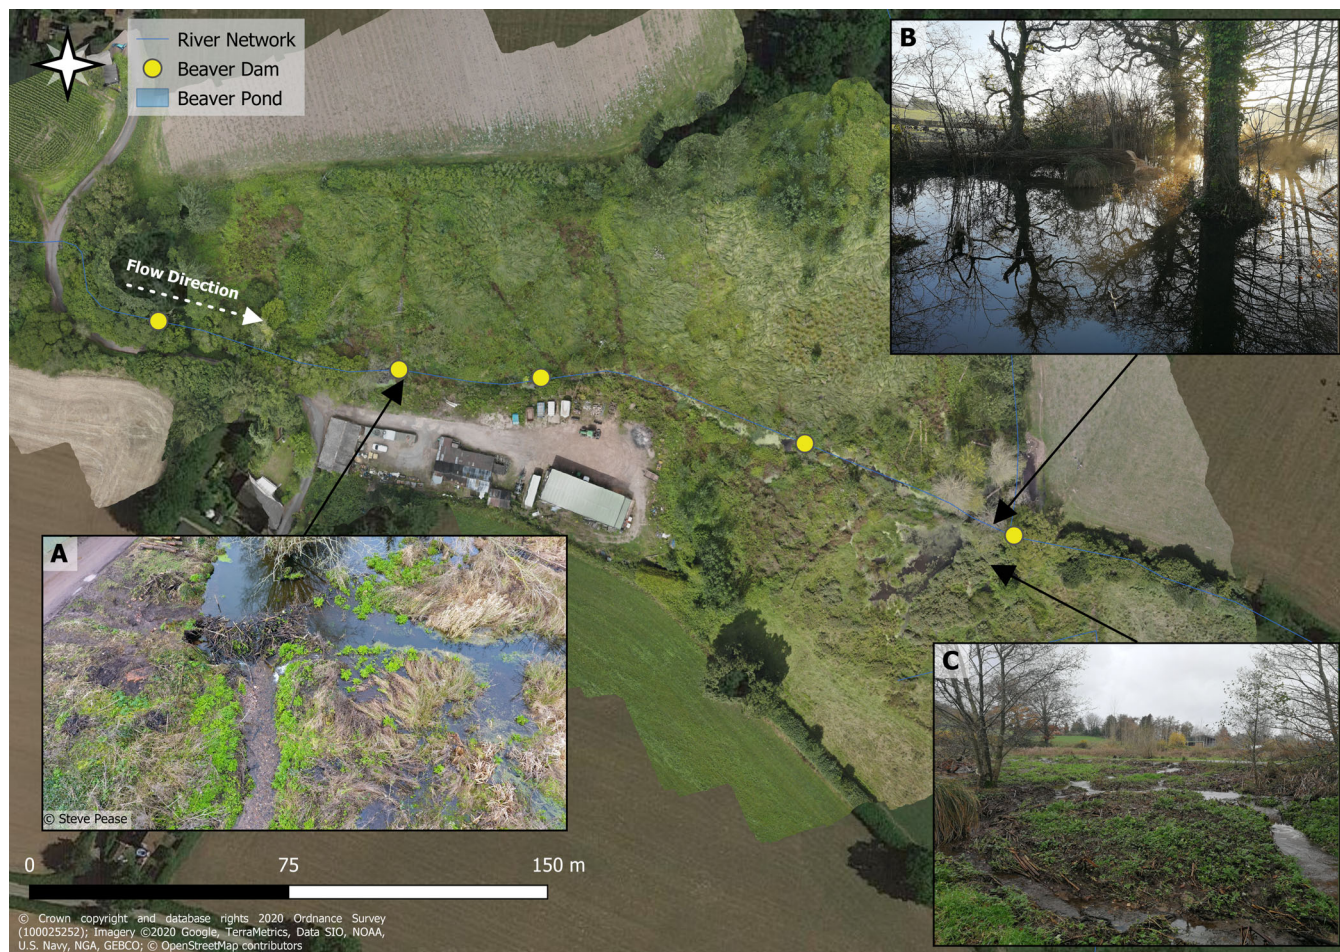 River Network
Beaver Dam
Beaver Pond
B
Flow Direction
A
© Steve Pease
C
0 75 150 m
© Crown copyright and database rights 2020 Ordnance Survey
(100025252); Imagery ©2020 Google, TerraMetrics, Data SIO, NOAA,
U.S. Navy, NGA, GEBCO; © OpenStreetMap contributors